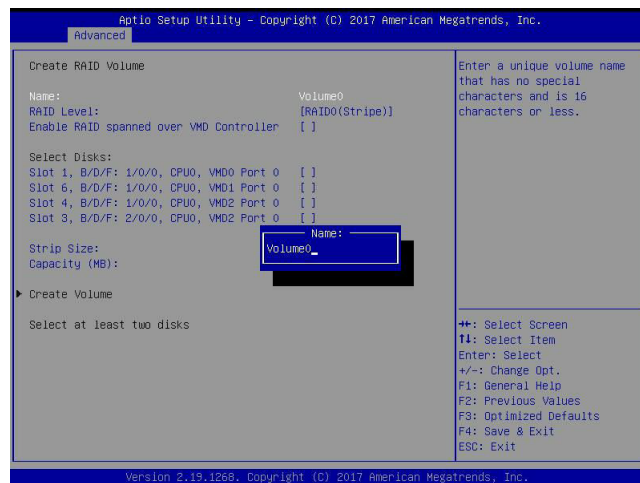 Aptio Setup Utility – Copyright (C) 2017 American Megatrends, Inc.
Advanced
Create RAID Volume
Name: Volume0
RAID Level: [RAID0(Stripe)]
Enable RAID spanned over VMD Controller [ ]
Select Disks:
Slot 1, B/D/F: 1/0/0, CPU0, VMD0 Port 0 [ ]
Slot 6, B/D/F: 1/0/0, CPU0, VMD1 Port 0 [ ]
Slot 4, B/D/F: 1/0/0, CPU0, VMD2 Port 0 [ ]
Slot 3, B/D/F: 2/0/0, CPU0, VMD2 Port 0 [ ]
Name:
Volume0_
Strip Size:
Capacity (MB):
Create Volume
Select at least two disks
Enter a unique volume name
that has no special
characters and is 16
characters or less.
→←: Select Screen
↑↓: Select Item
Enter: Select
+/-: Change Opt.
F1: General Help
F2: Previous Values
F3: Optimized Defaults
F4: Save & Exit
ESC: Exit
Version 2.19.1268. Copyright (C) 2017 American Megatrends, Inc.